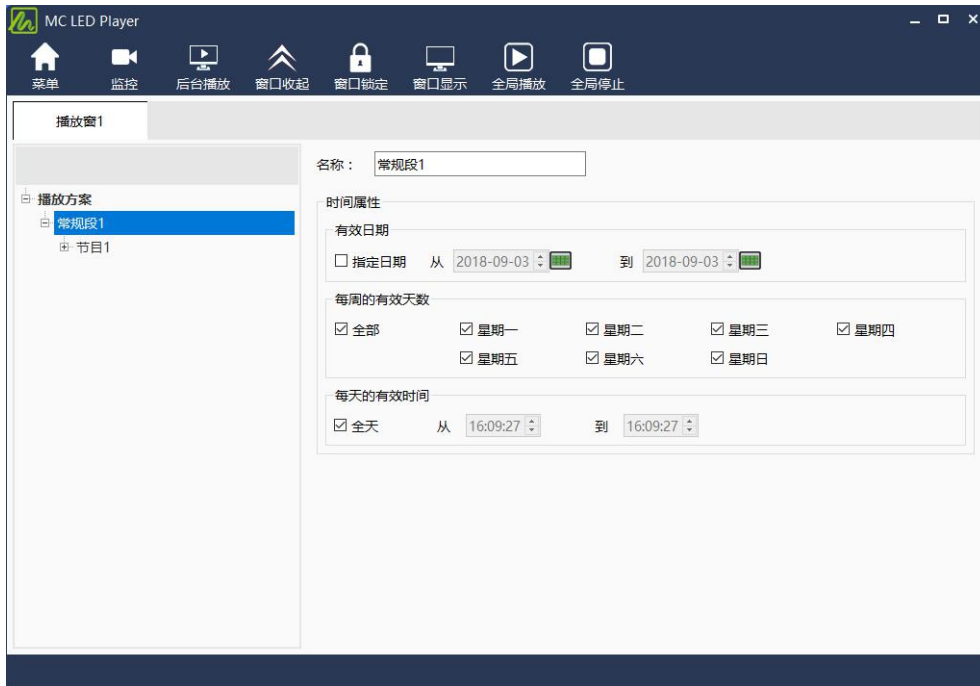 MC LED Player
菜单 监控 后台播放 窗口收起 窗口锁定 窗口显示 全局播放 全局停止
播放窗1
播放方案
常规段1
节目1
名称： 常规段1
时间属性
有效日期
指定日期 从 2018-09-03 到 2018-09-03
每周的有效天数
全部 星期一 星期二 星期三 星期四
星期五 星期六 星期日
每天的有效时间
全天 从 16:09:27 到 16:09:27